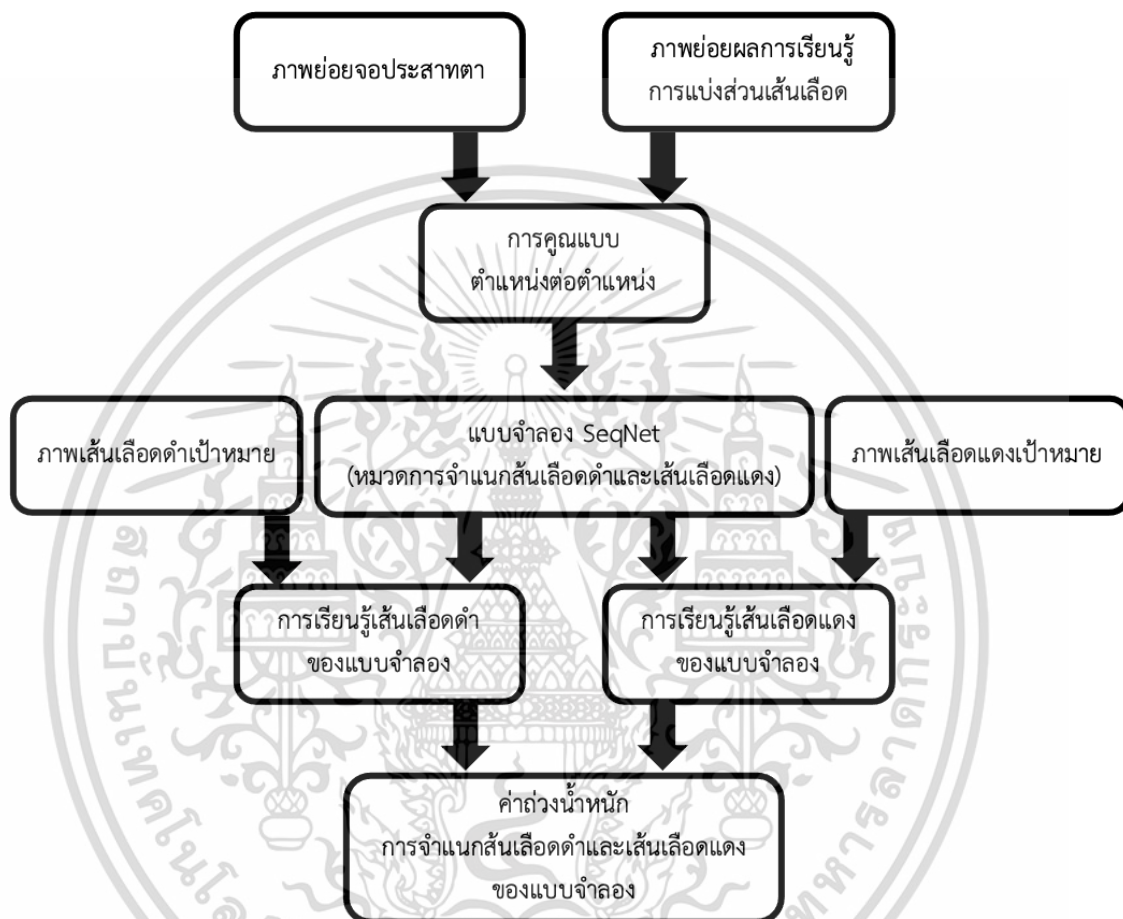 ภาพย่อยจอประสาทตา
ภาพย่อยผลการเรียนรู้
การแบ่งส่วนเส้นเลือด
การคูณแบบ
ตำแหน่งต่อตำแหน่ง
ภาพเส้นเลือดดำเป้าหมาย
แบบจำลอง SeqNet
(หมวดการจำแนกส้นเลือดดำและเส้นเลือดแดง)
ภาพเส้นเลือดแดงเป้าหมาย
การเรียนรู้เส้นเลือดดำ
ของแบบจำลอง
การเรียนรู้เส้นเลือดแดง
ของแบบจำลอง
ค่าถ่วงน้ำหนัก
การจำแนกส้นเลือดดำและเส้นเลือดแดง
ของแบบจำลอง